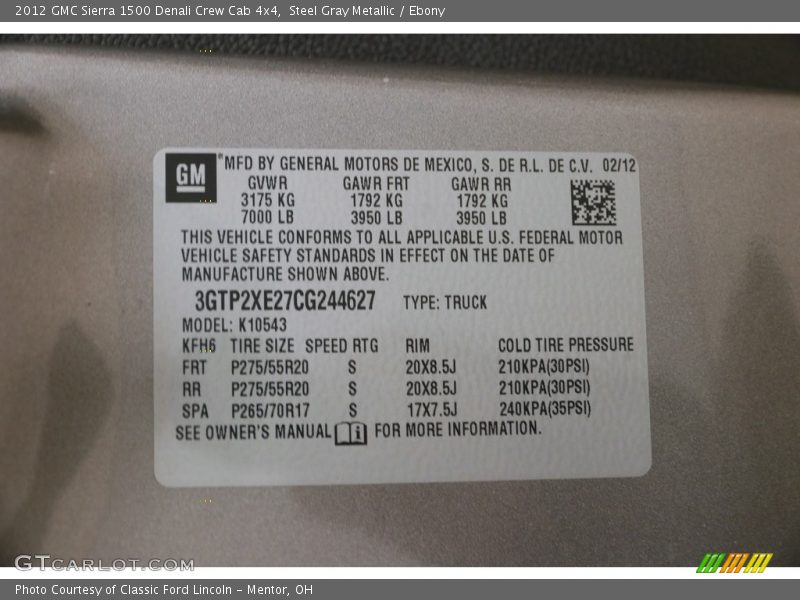 2012 GMC Sierra 1500 Denali Crew Cab 4x4,  Steel Gray Metallic / Ebony
GM ®MFD BY GENERAL MOTORS DE MEXICO, S. DE R.L. DE C.V. 02/12
GVWR GAWR FRT GAWR RR
3175 KG 1792 KG 1792 KG
7000 LB 3950 LB 3950 LB
THIS VEHICLE CONFORMS TO ALL APPLICABLE U.S. FEDERAL MOTOR
VEHICLE SAFETY STANDARDS IN EFFECT ON THE DATE OF
MANUFACTURE SHOWN ABOVE.
3GTP2XE27CG244627 TYPE: TRUCK
MODEL: K10543
KFH6 TIRE SIZE SPEED RTG RIM COLD TIRE PRESSURE
FRT P275/55R20 S 20X8.5J 210KPA(30PSI)
RR P275/55R20 S 20X8.5J 210KPA(30PSI)
SPA P265/70R17 S 17X7.5J 240KPA(35PSI)
SEE OWNER'S MANUAL i FOR MORE INFORMATION.
GTCARLOT.COM
Photo Courtesy of Classic Ford Lincoln – Mentor, OH